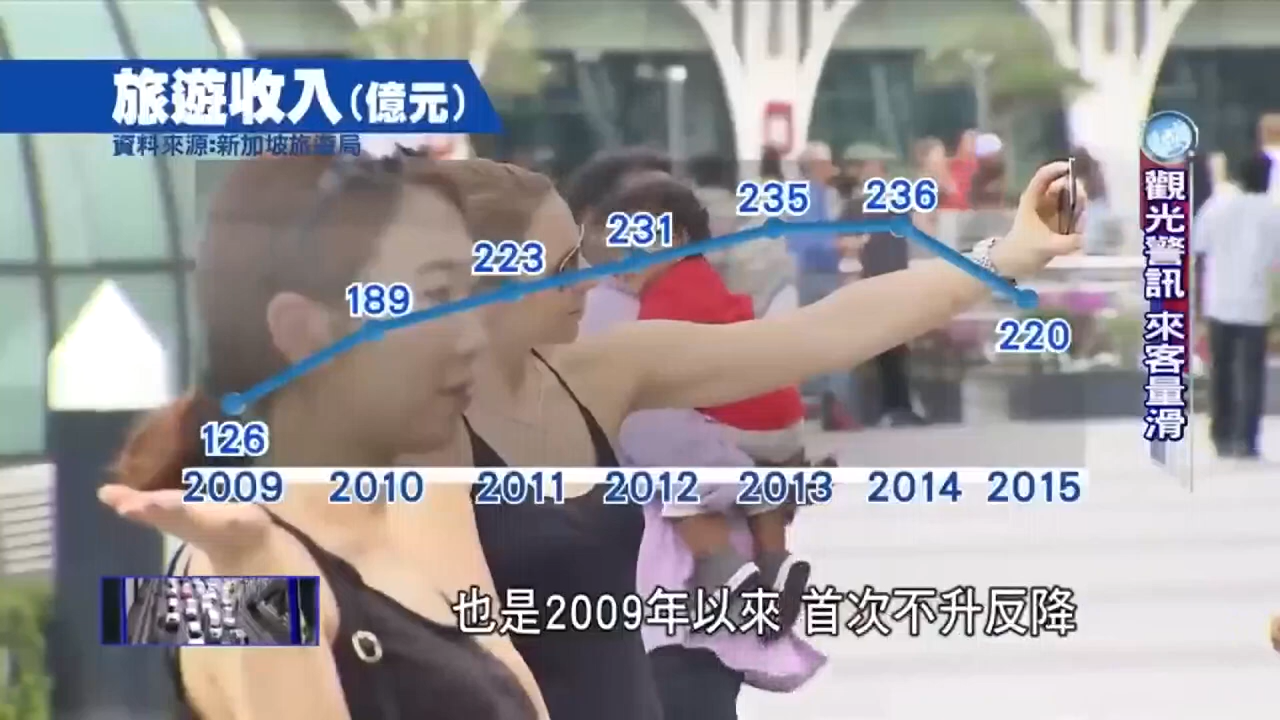 旅遊收入(億元)
資料來源:新加坡旅遊局
236
235
231
223
189
220
126
2009 2010 2011 2012 2013 2014 2015
觀光警訊 來客量滑
也是2009年以來 首次不升反降